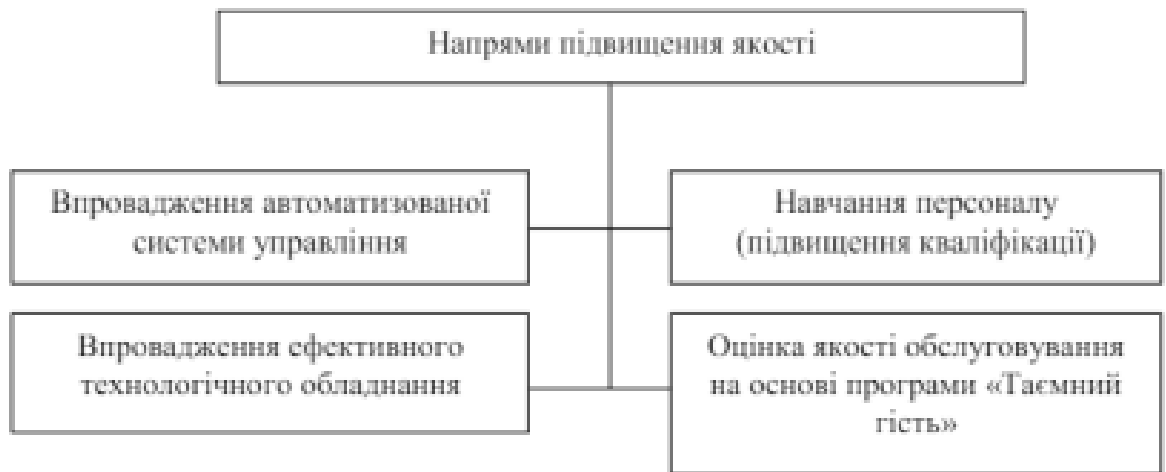 Напрями підвищення якості
Впровадження автоматизованої
системи управління
Навчання персоналу
(підвищення кваліфікації)
Впровадження ефективного
технологічного обладнання
Оцінка якості обслуговування
на основі програми «Таємний
гість»